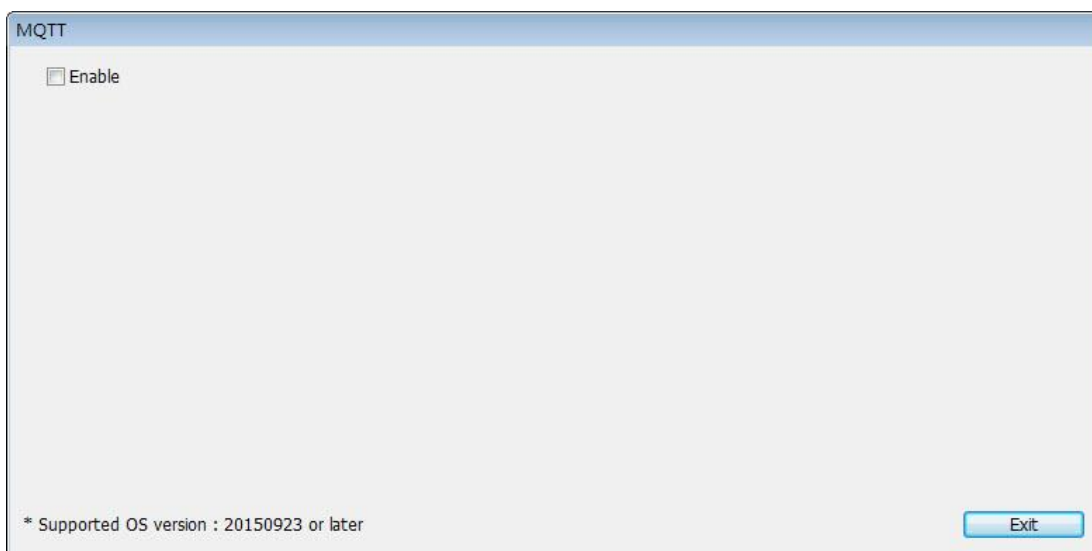 MQTT
Enable
* Supported OS version : 20150923 or later
Exit